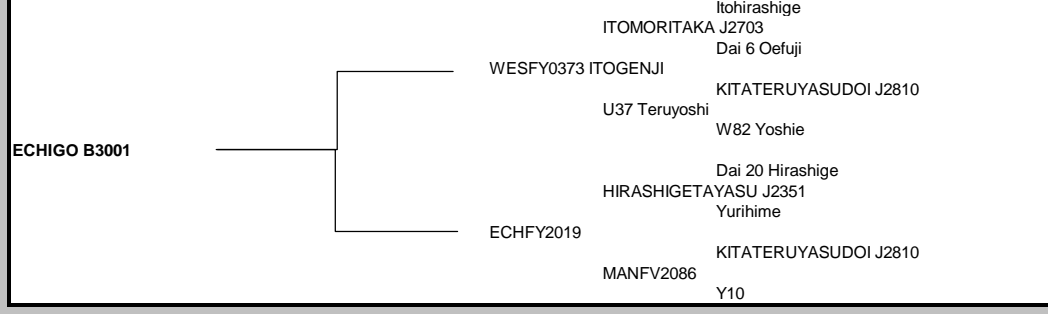 Itohirashige
ITOMORITAKA J2703
Dai 6 Oefuji
WESFY0373 ITOGENJI
KITATERUYASUDOI J2810
U37 Teruyoshi
W82 Yoshie
ECHIGO B3001
Dai 20 Hirashige
HIRASHIGETAYASU J2351
Yurihime
ECHFY2019
KITATERUYASUDOI J2810
MANFV2086
Y10